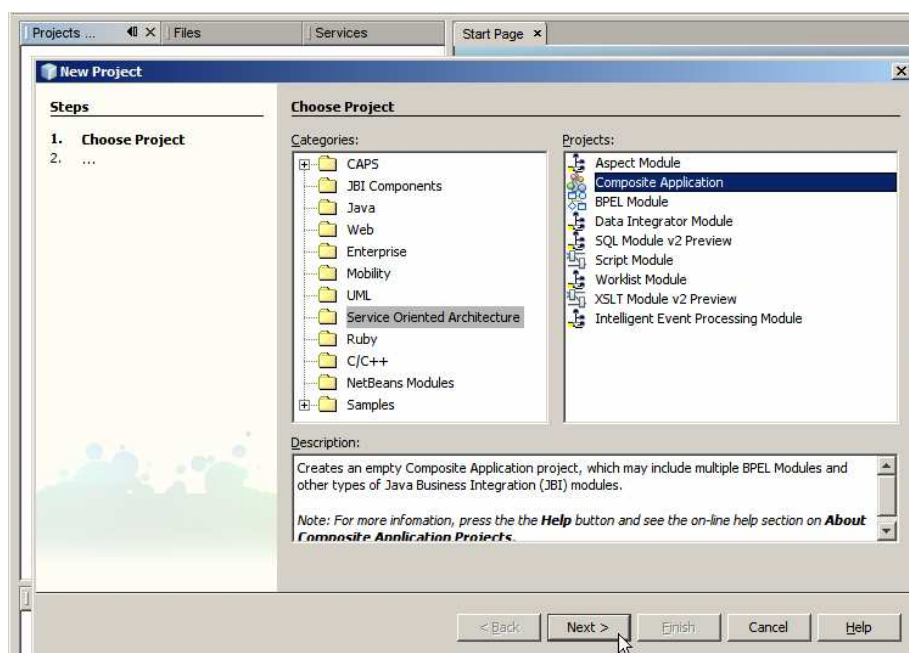 Projects ...
Files
Services
Start Page
New Project
Steps
1. Choose Project
2. ...
Choose Project
Categories:
CAPS
JBI Components
Java
Web
Enterprise
Mobility
UML
Service Oriented Architecture
Ruby
C/C++
NetBeans Modules
Samples
Projects:
Aspect Module
Composite Application
BPEL Module
Data Integrator Module
SQL Module v2 Preview
Script Module
Worklist Module
XSLT Module v2 Preview
Intelligent Event Processing Module
Description:
Creates an empty Composite Application project, which may include multiple BPEL Modules and
other types of Java Business Integration (JBI) modules.
Note: For more infomation, press the the Help button and see the on-line help section on About
Composite Application Projects.
< Back
Next >
Finish
Cancel
Help